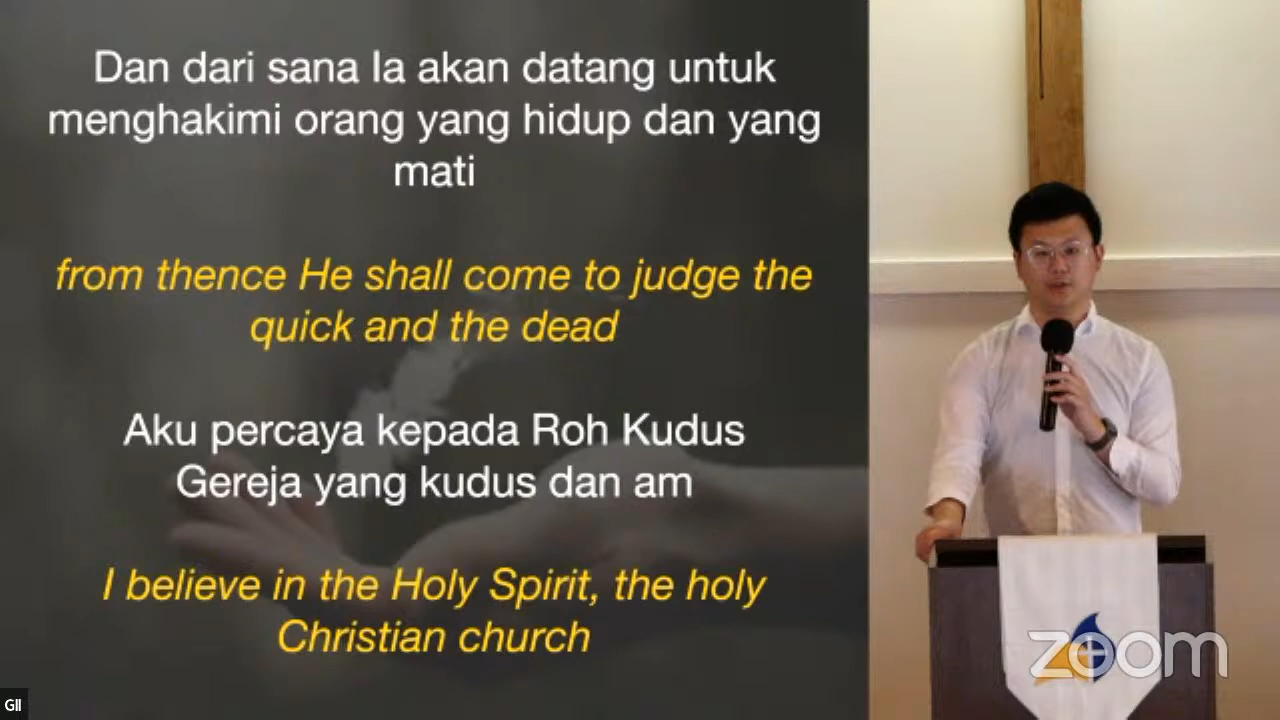 Dan dari sana Ia akan datang untuk
menghakimi orang yang hidup dan yang
mati
from thence He shall come to judge the
quick and the dead
Aku percaya kepada Roh Kudus
Gereja yang kudus dan am
I believe in the Holy Spirit, the holy
Christian church
zoom
GII